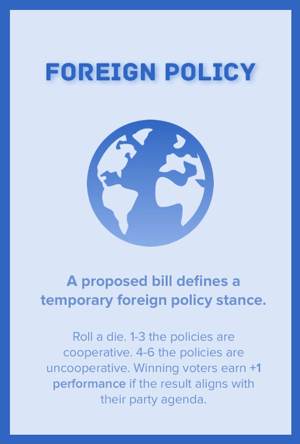 FOREIGN POLICY
A proposed bill defines a
temporary foreign policy stance.
Roll a die. 1-3 the policies are
cooperative. 4-6 the policies are
uncooperative. Winning voters earn +1
performance if the result aligns with
their party agenda.